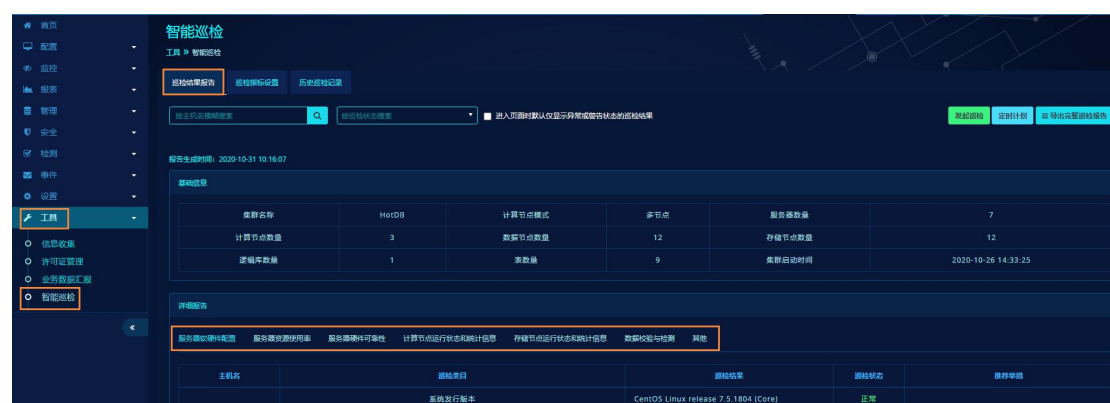 首页
配置
监控
报表
管理
安全
检测
事件
设置
工具
信息收集
许可证管理
业务数据汇报
智能巡检
智能巡检
工具 » 智能巡检
巡检结果报告 巡检指标设置 历史巡检记录
按主机名模糊搜索 按巡检状态搜索 进入页面时默认仅显示异常或警告状态的巡检结果 发起巡检 定时计划 导出完整巡检报告
报告生成时间：2020-10-31 10:16:07
基础信息
集群名称 HotDB 计算节点模式 多节点 服务器数量 7
计算节点数量 3 数据节点数量 12 存储节点数量 12
逻辑库数量 1 表数量 9 集群启动时间 2020-10-26 14:33:25
详细报告
服务器软硬件配置 服务器资源使用率 服务器硬件可靠性 计算节点运行状态和统计信息 存储节点运行状态和统计信息 数据校验与检测 其他
主机名 巡检类目 巡检结果 巡检状态 推荐举措
系统发行版本 CentOS Linux release 7.5.1804 (Core) 正常